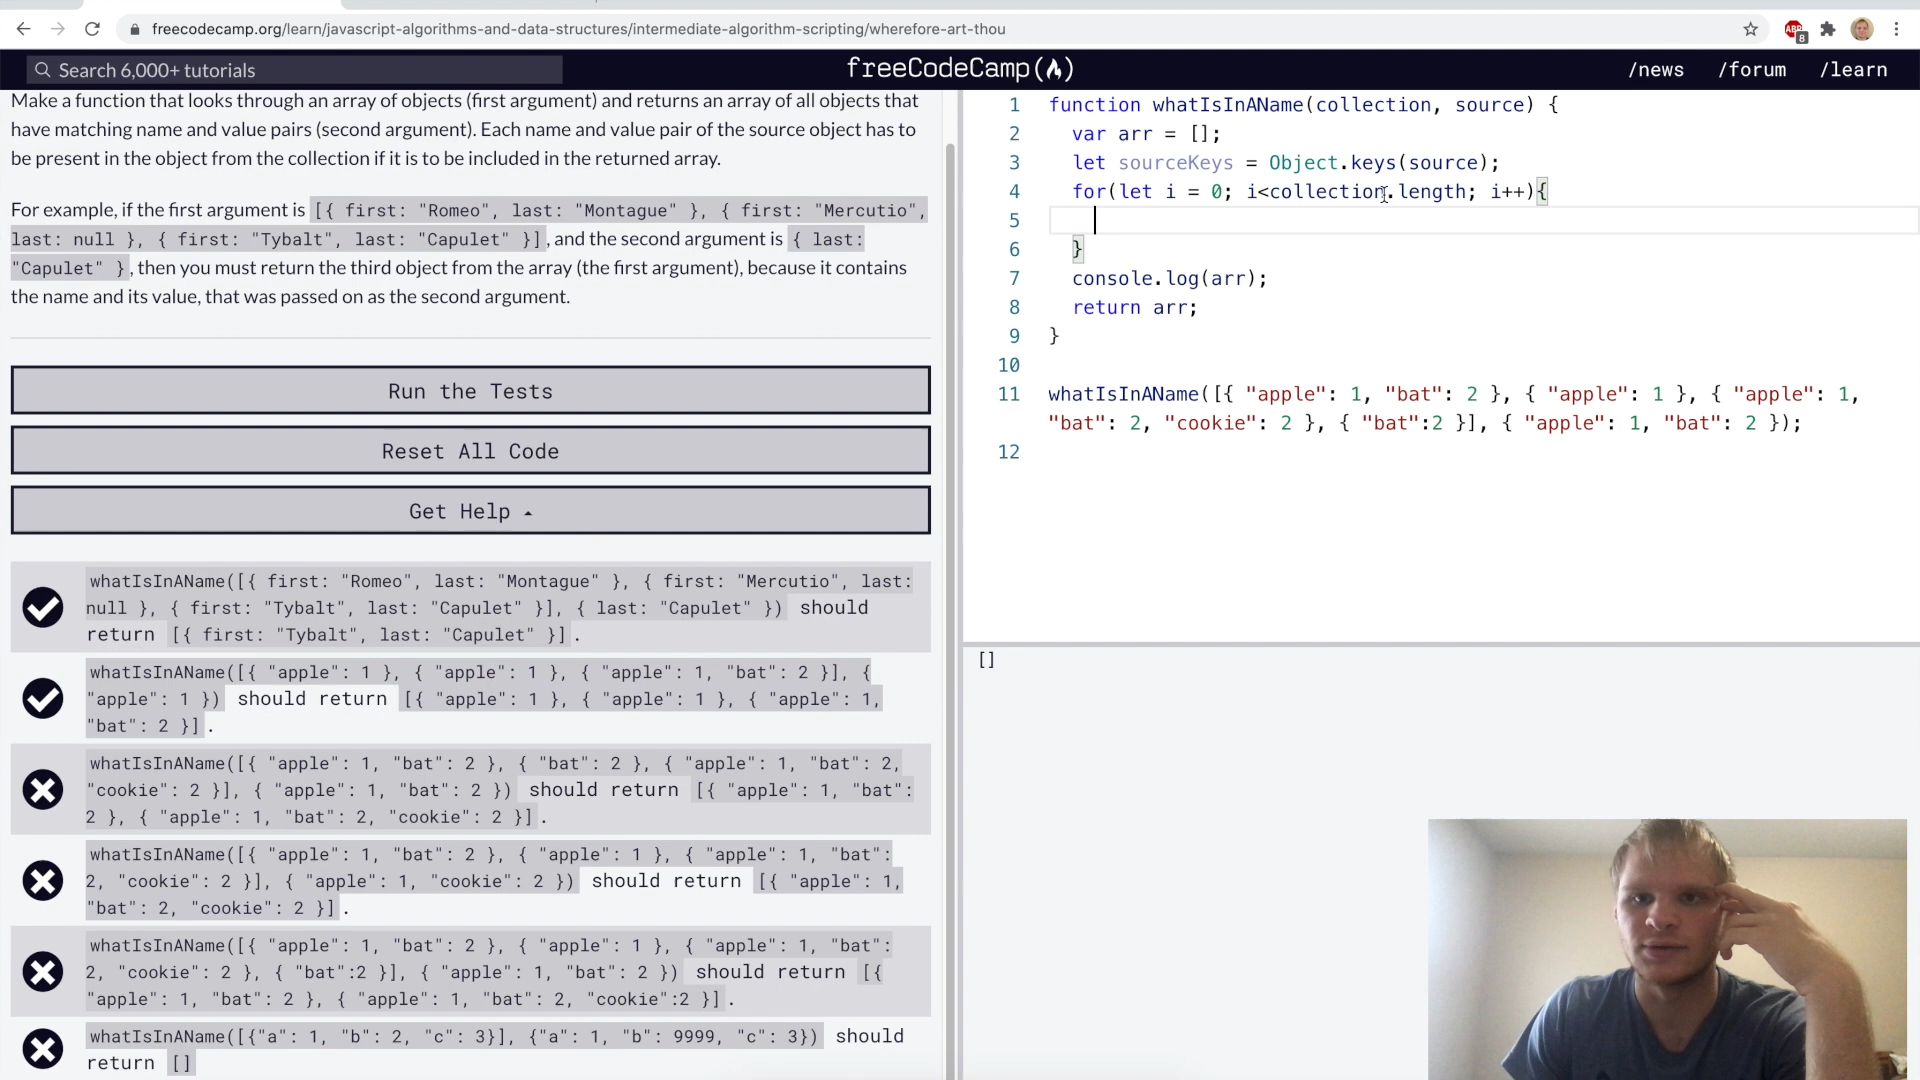 freecodecamp.org/learn/javascript-algorithms-and-data-structures/intermediate-algorithm-scripting/wherefore-art-thou
ABP
8
Search 6,000+ tutorials
freeCodeCamp
/news
/forum
/learn
Make a function that looks through an array of objects (first argument) and returns an array of all objects that
have matching name and value pairs (second argument). Each name and value pair of the source object has to
be present in the object from the collection if it is to be included in the returned array.
For example, if the first argument is [{ first: "Romeo", last: "Montague" }, { first: "Mercutio",
last: null }, { first: "Tybalt", last: "Capulet" }], and the second argument is { last:
"Capulet" }, then you must return the third object from the array (the first argument), because it contains
the name and its value, that was passed on as the second argument.
Run the Tests
Reset All Code
Get Help
whatIsInAName([{ first: "Romeo", last: "Montague" }, { first: "Mercutio", last:
null }, { first: "Tybalt", last: "Capulet" }], { last: "Capulet" }) should
return [{ first: "Tybalt", last: "Capulet" }].
whatIsInAName([{ "apple": 1 }, { "apple": 1 }, { "apple": 1, "bat": 2 }], {
"apple": 1 }) should return [{ "apple": 1 }, { "apple": 1 }, { "apple": 1,
"bat": 2 }].
whatIsInAName([{ "apple": 1, "bat": 2 }, { "bat": 2 }, { "apple": 1, "bat": 2,
"cookie": 2 }], { "apple": 1, "bat": 2 }) should return [{ "apple": 1, "bat":
2 }, { "apple": 1, "bat": 2, "cookie": 2 }].
whatIsInAName([{ "apple": 1, "bat": 2 }, { "apple": 1 }, { "apple": 1, "bat":
2, "cookie": 2 }], { "apple": 1, "cookie": 2 }) should return [{ "apple": 1,
"bat": 2, "cookie": 2 }].
whatIsInAName([{ "apple": 1, "bat": 2 }, { "apple": 1 }, { "apple": 1, "bat":
2, "cookie": 2 }, { "bat":2 }], { "apple": 1, "bat": 2 }) should return [{
"apple": 1, "bat": 2 }, { "apple": 1, "bat": 2, "cookie":2 }].
whatIsInAName([{"a": 1, "b": 2, "c": 3}], {"a": 1, "b": 9999, "c": 3}) should
return []
1 function whatIsInAName(collection, source) {
2 var arr = [];
3 let sourceKeys = Object.keys(source);
4 for(let i = 0; i<collection.length; i++){
5
6 }
7 console.log(arr);
8 return arr;
9 }
10
11 whatIsInAName([{ "apple": 1, "bat": 2 }, { "apple": 1 }, { "apple": 1,
"bat": 2, "cookie": 2 }, { "bat":2 }], { "apple": 1, "bat": 2 });
12
[]